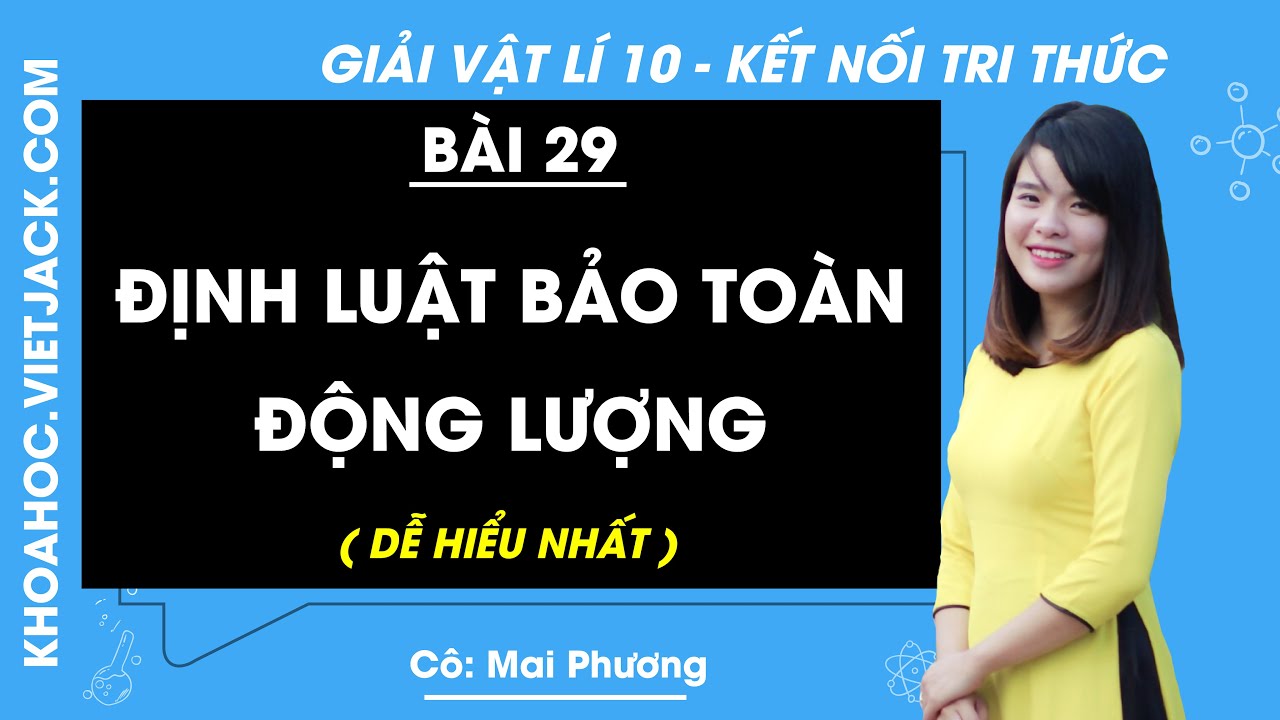 GIẢI VẬT LÍ 10 - KẾT NỐI TRI THỨC
KHOAHOC.VIETJACK.COM
BÀI 29
ĐỊNH LUẬT BẢO TOÀN
ĐỘNG LƯỢNG
( DỄ HIỂU NHẤT )
Cô: Mai Phương